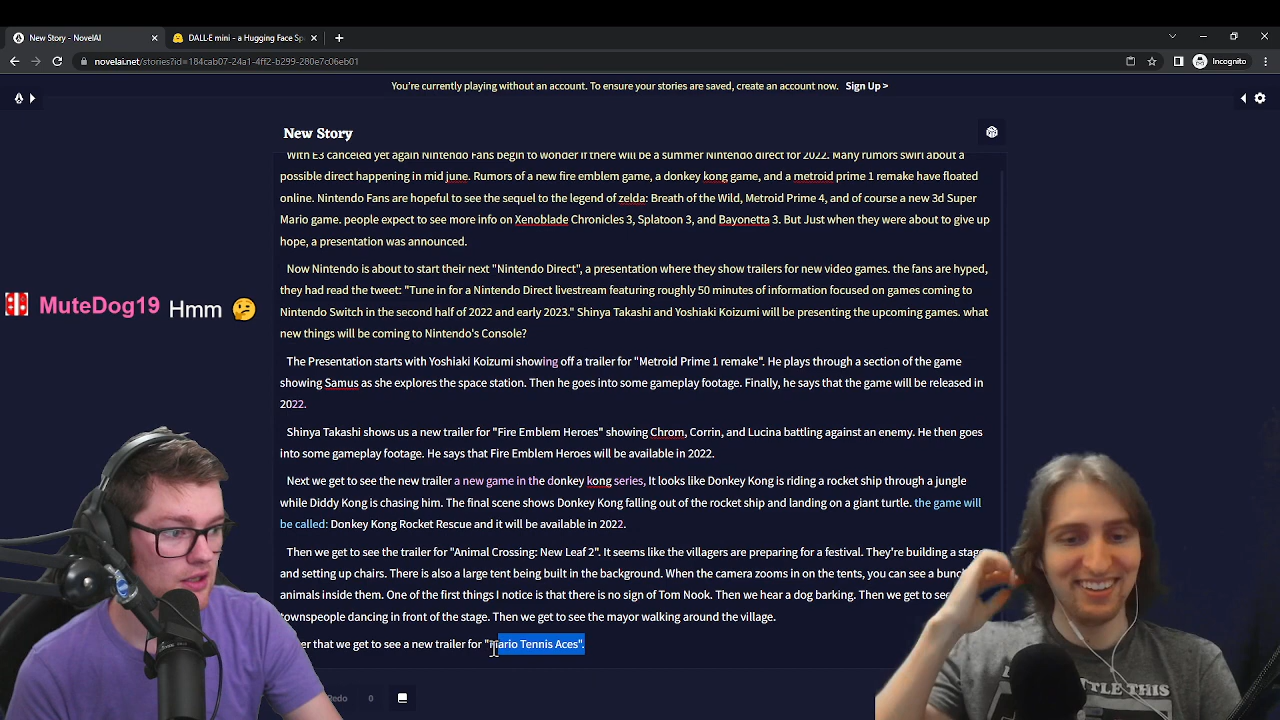 New Story - NovelAI
DALL·E mini - a Hugging Face Sp
novelai.net/stories?id=184cab07-24a1-4ff2-b299-280e7c06eb01
Incognito
You're currently playing without an account. To ensure your stories are saved, create an account now. Sign Up >
New Story
With E3 canceled yet again Nintendo Fans begin to wonder if there will be a summer Nintendo direct for 2022. Many rumors swirl about a
possible direct happening in mid june. Rumors of a new fire emblem game, a donkey kong game, and a metroid prime 1 remake have floated
online. Nintendo Fans are hopeful to see the sequel to the legend of zelda: Breath of the Wild, Metroid Prime 4, and of course a new 3d Super
Mario game. people expect to see more info on Xenoblade Chronicles 3, Splatoon 3, and Bayonetta 3. But Just when they were about to give up
hope, a presentation was announced.
Now Nintendo is about to start their next "Nintendo Direct", a presentation where they show trailers for new video games. the fans are hyped,
they had read the tweet: "Tune in for a Nintendo Direct livestream featuring roughly 50 minutes of information focused on games coming to
MuteDog19 Hmm 🤔
Nintendo Switch in the second half of 2022 and early 2023." Shinya Takashi and Yoshiaki Koizumi will be presenting the upcoming games. what
new things will be coming to Nintendo's Console?
The Presentation starts with Yoshiaki Koizumi showing off a trailer for "Metroid Prime 1 remake". He plays through a section of the game
showing Samus as she explores the space station. Then he goes into some gameplay footage. Finally, he says that the game will be released in
2022.
Shinya Takashi shows us a new trailer for "Fire Emblem Heroes" showing Chrom, Corrin, and Lucina battling against an enemy. He then goes
into some gameplay footage. He says that Fire Emblem Heroes will be available in 2022.
Next we get to see the new trailer a new game in the donkey kong series, It looks like Donkey Kong is riding a rocket ship through a jungle
while Diddy Kong is chasing him. The final scene shows Donkey Kong falling out of the rocket ship and landing on a giant turtle. the game will
be called: Donkey Kong Rocket Rescue and it will be available in 2022.
Then we get to see the trailer for "Animal Crossing: New Leaf 2". It seems like the villagers are preparing for a festival. They're building a stage
and setting up chairs. There is also a large tent being built in the background. When the camera zooms in on the tents, you can see a bunch
animals inside them. One of the first things I notice is that there is no sign of Tom Nook. Then we hear a dog barking. Then we get to see
townspeople dancing in front of the stage. Then we get to see the mayor walking around the village.
er that we get to see a new trailer for "Mario Tennis Aces".
Redo 0
TLE THIS